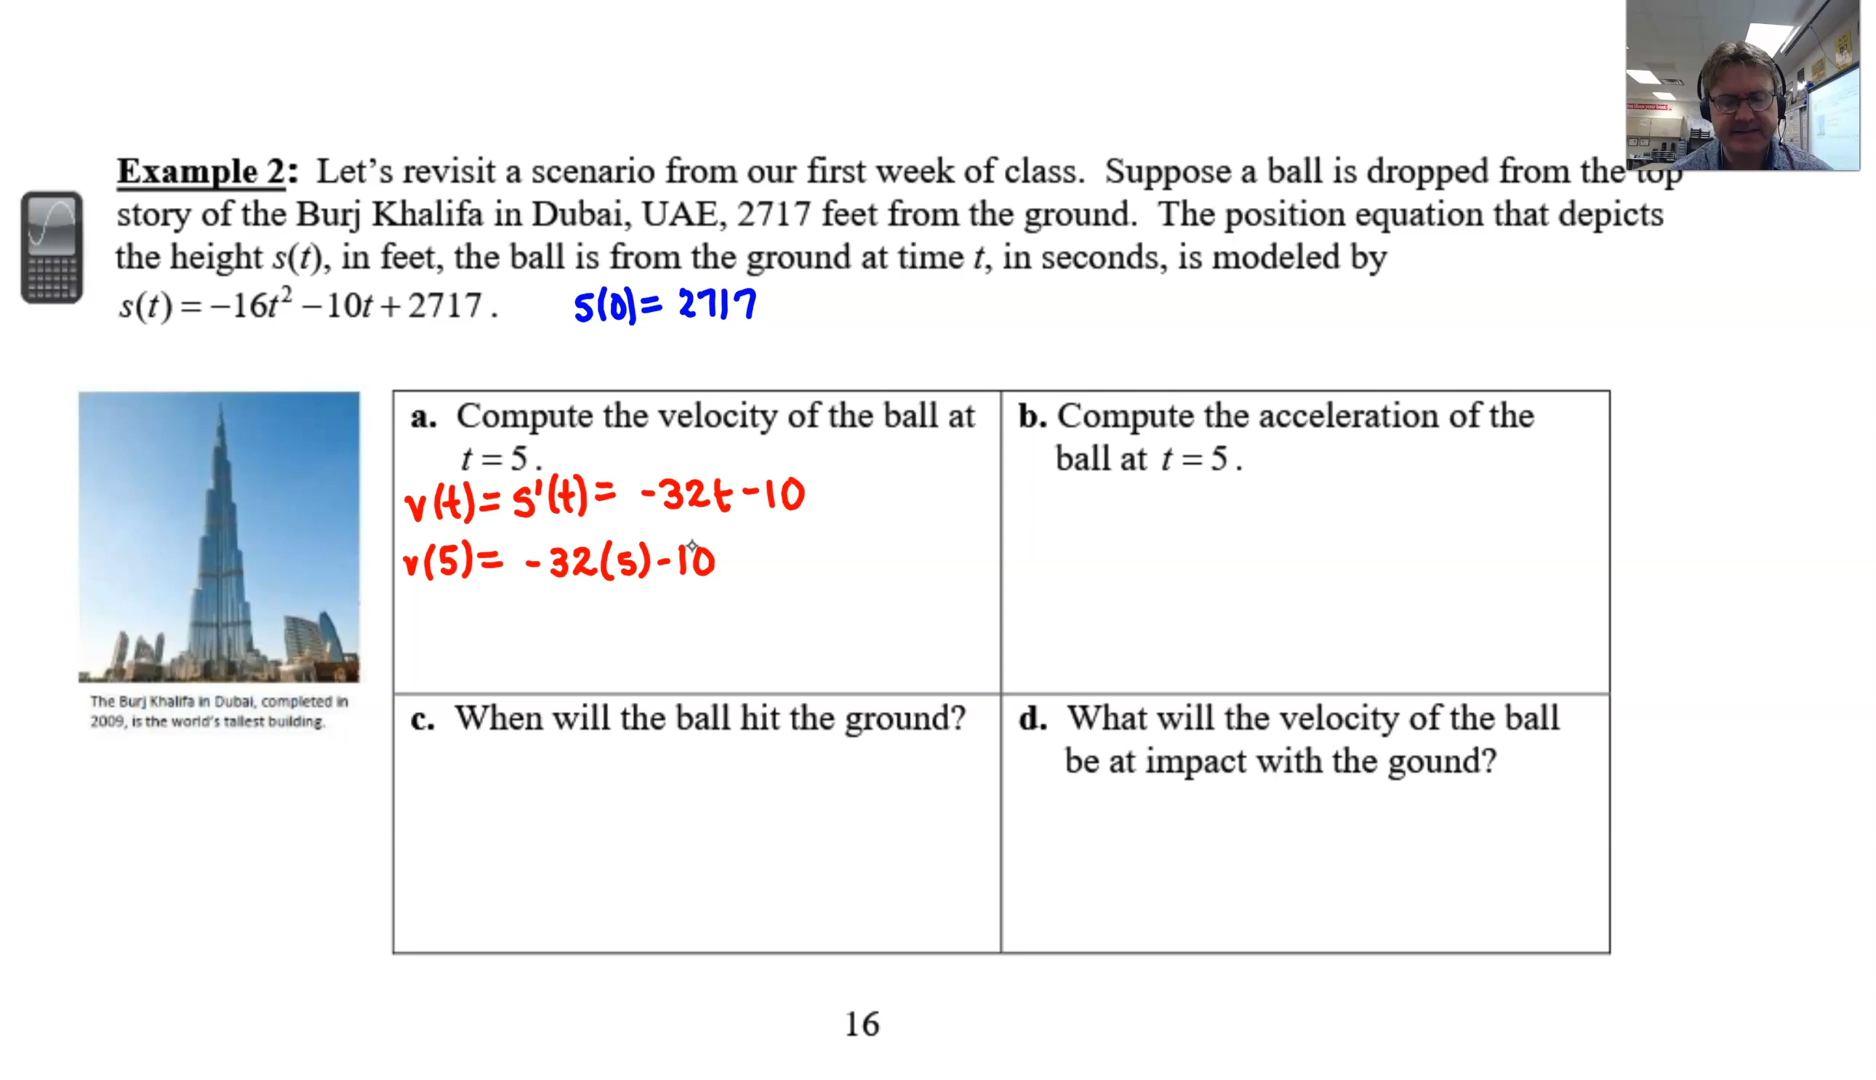 Example 2: Let's revisit a scenario from our first week of class. Suppose a ball is dropped from the top
story of the Burj Khalifa in Dubai, UAE, 2717 feet from the ground. The position equation that depicts
the height s(t), in feet, the ball is from the ground at time t, in seconds, is modeled by
s(t) = −16t² − 10t + 2717.
s(0) = 2717
a. Compute the velocity of the ball at
t = 5.
v(t) = s'(t) = -32t - 10
v(5) = -32(5) - 10
b. Compute the acceleration of the
ball at t = 5.
The Burj Khalifa in Dubai, completed in
2009, is the world's tallest building.
c. When will the ball hit the ground?
d. What will the velocity of the ball
be at impact with the gound?
16